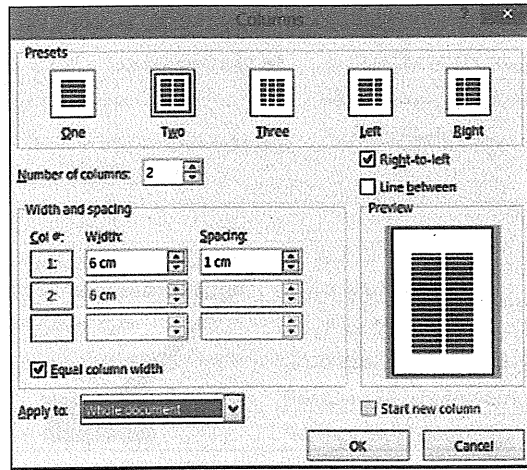 Columns ? ×
Presets
One Two Three Left Right
Number of columns: 2
Right-to-left
Line between
Width and spacing
Col #: Width: Spacing:
1: 6 cm 1 cm
2: 6 cm
Equal column width
Preview
Apply to: Whole document
Start new column
OK Cancel